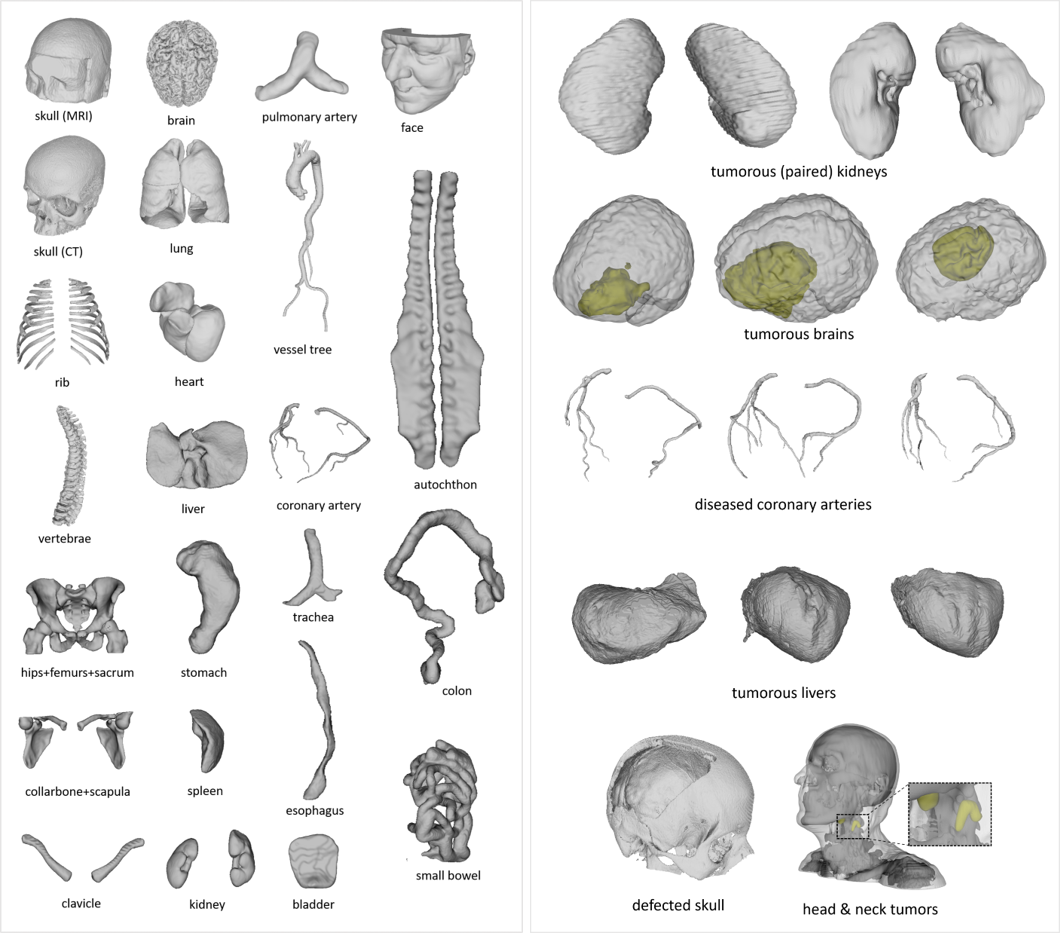 skull (MRI)
brain
pulmonary artery
face
skull (CT)
lung
vessel tree
rib
heart
autochthon
vertebrae
liver
coronary artery
hips+femurs+sacrum
stomach
trachea
colon
collarbone+scapula
spleen
esophagus
small bowel
clavicle
kidney
bladder
tumorous (paired) kidneys
tumorous brains
diseased coronary arteries
tumorous livers
defected skull
head & neck tumors